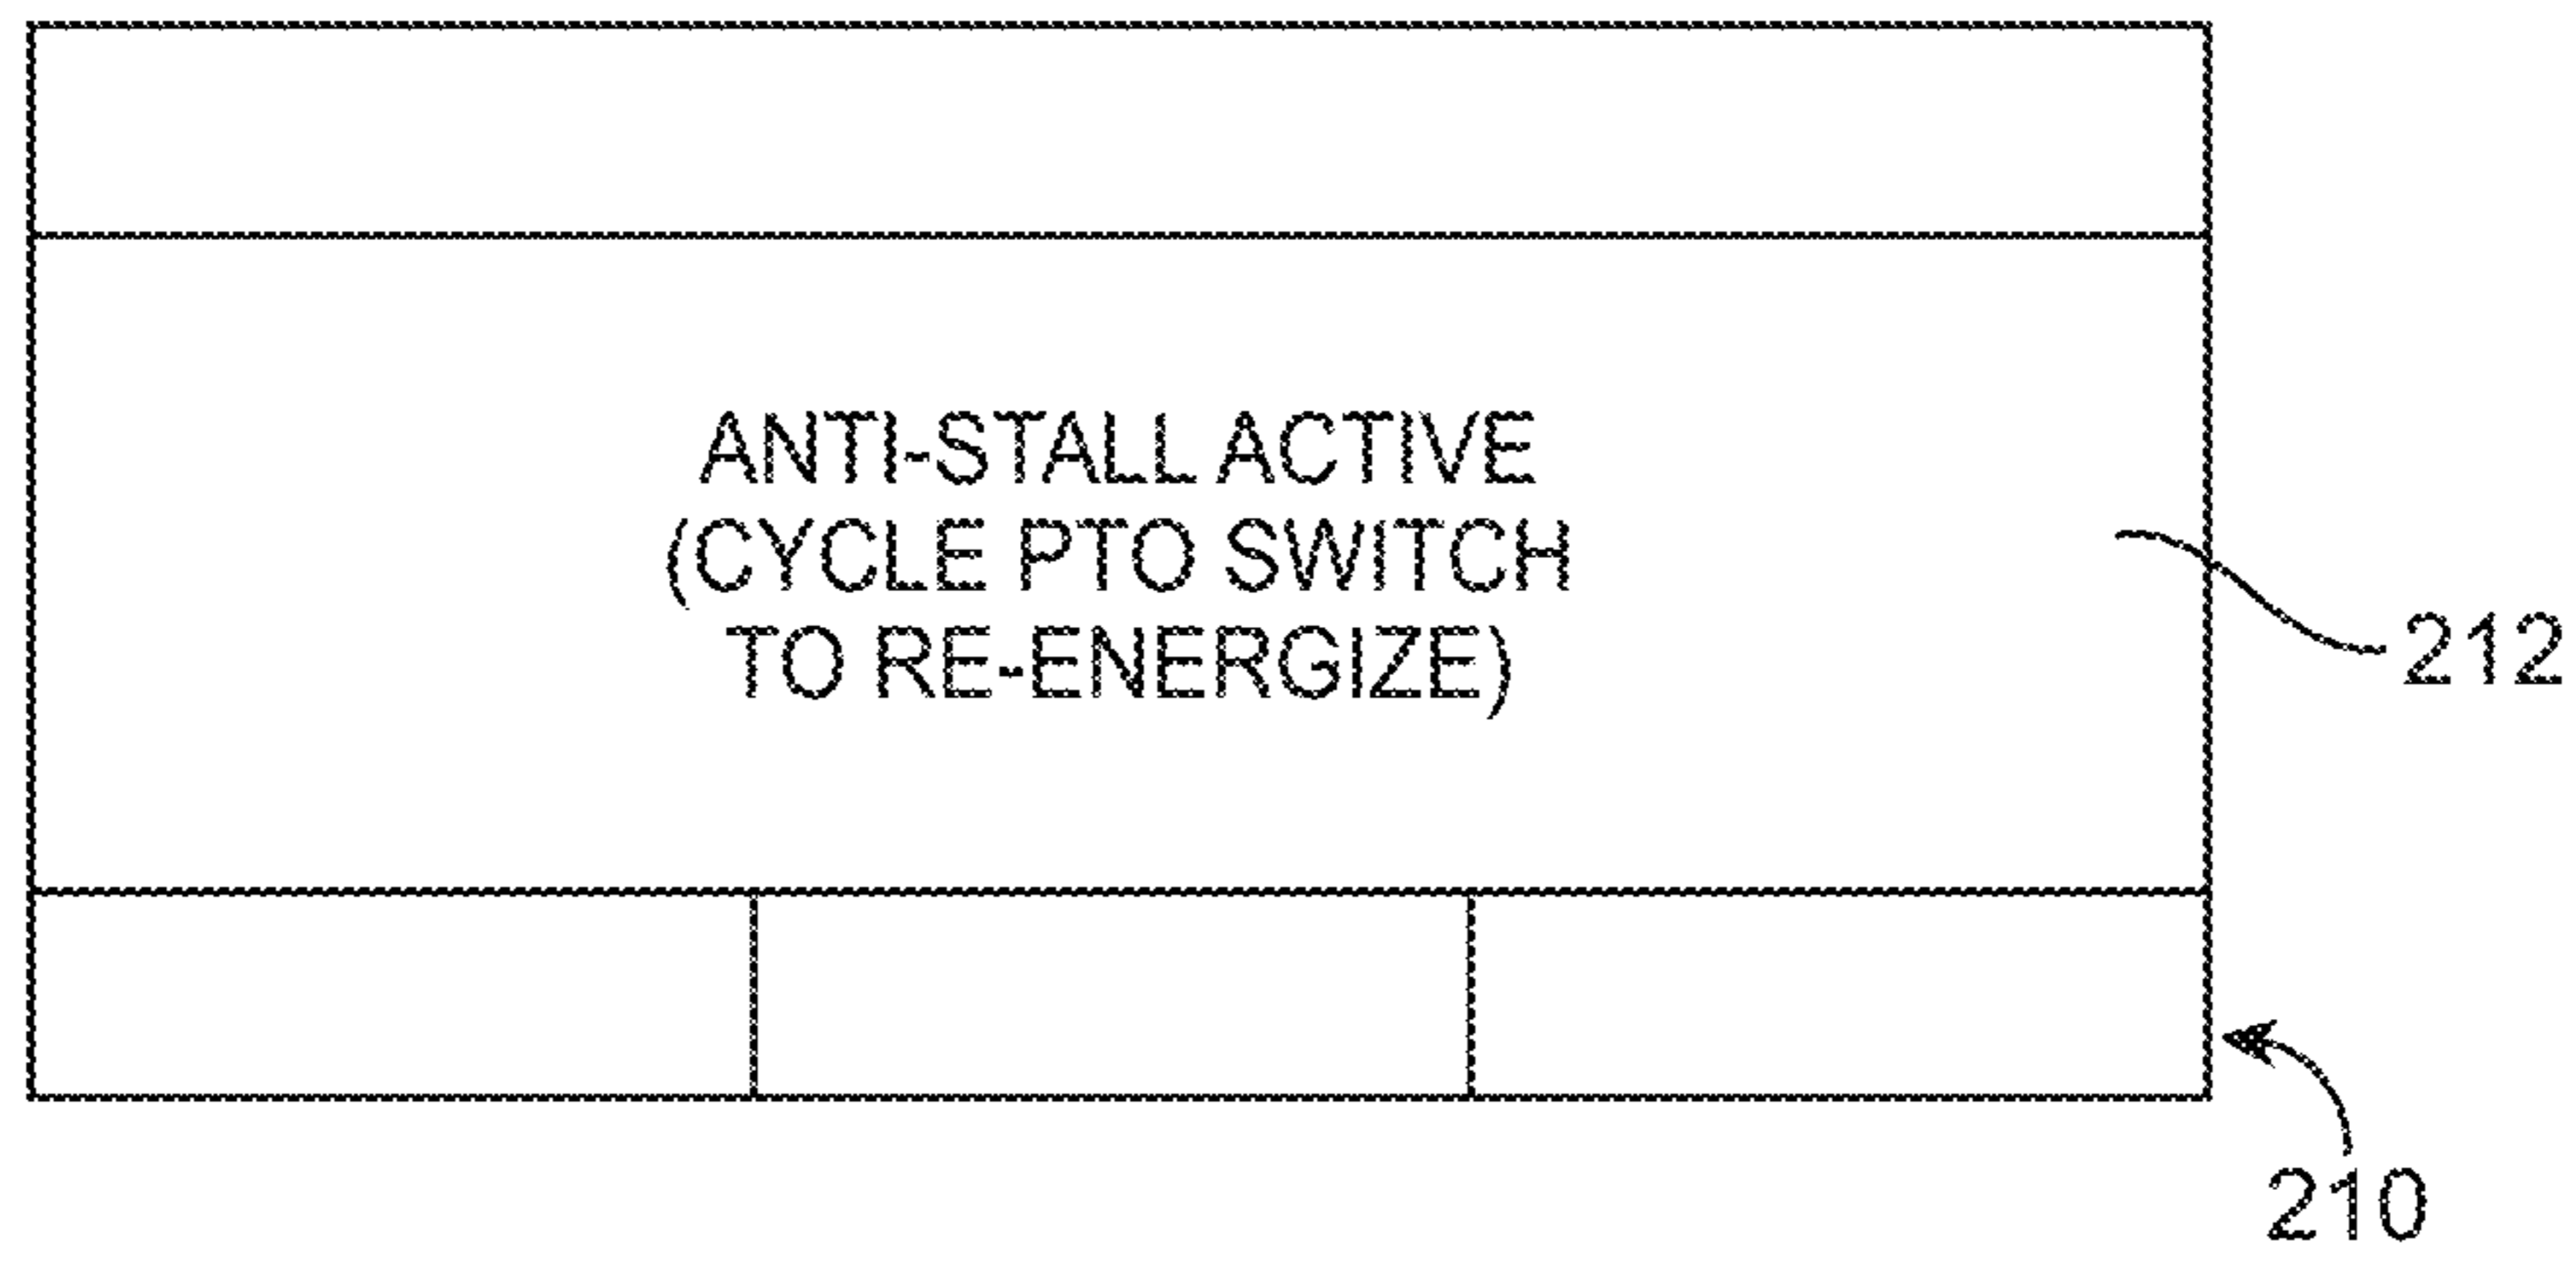 ANTI-STALL ACTIVE
(CYCLE PTO SWITCH
TO RE-ENERGIZE)
212
210